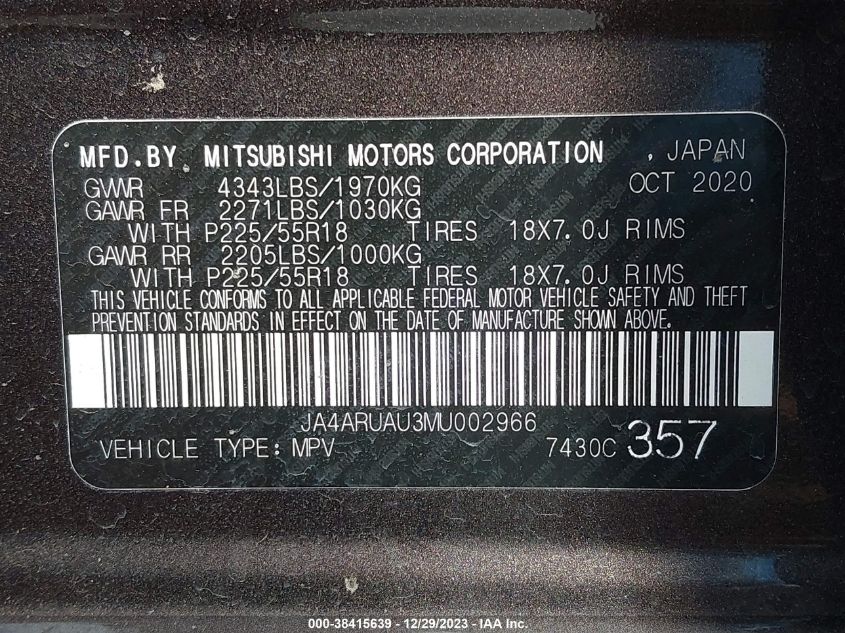 MFD.BY MITSUBISHI MOTORS CORPORATION , JAPAN
GVWR 4343LBS/1970KG OCT 2020
GAWR FR 2271LBS/1030KG
WITH P225/55R18 TIRES 18X7.0J RIMS
GAWR RR 2205LBS/1000KG
WITH P225/55R18 TIRES 18X7.0J RIMS
THIS VEHICLE CONFORMS TO ALL APPLICABLE FEDERAL MOTOR VEHICLE SAFETY AND THEFT
PREVENTION STANDARDS IN EFFECT ON THE DATE OF MANUFACTURE SHOWN ABOVE.
JA4ARUAU3MU002966
VEHICLE TYPE: MPV 7430C 357
000-38415639 - 12/29/2023 - IAA Inc.